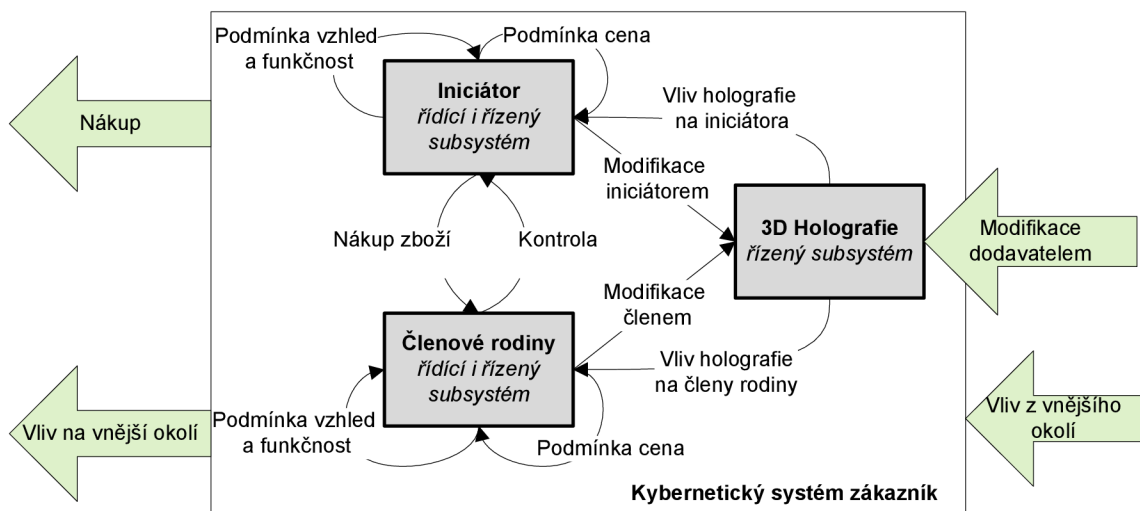 Podmínka vzhled
a funkčnost
Podmínka cena
Iniciátor
řídící i řízený
subsystém
Vliv holografie
na iniciátora
Nákup
Modifikace
iniciátorem
3D Holografie
řízený subsystém
Modifikace
dodavatelem
Nákup zboží
Kontrola
Modifikace
členem
Členové rodiny
řídící i řízený
subsystém
Vliv holografie
na členy rodiny
Podmínka vzhled
a funkčnost
Podmínka cena
Vliv na vnější okolí
Vliv z vnějšího
okolí
Kybernetický systém zákazník